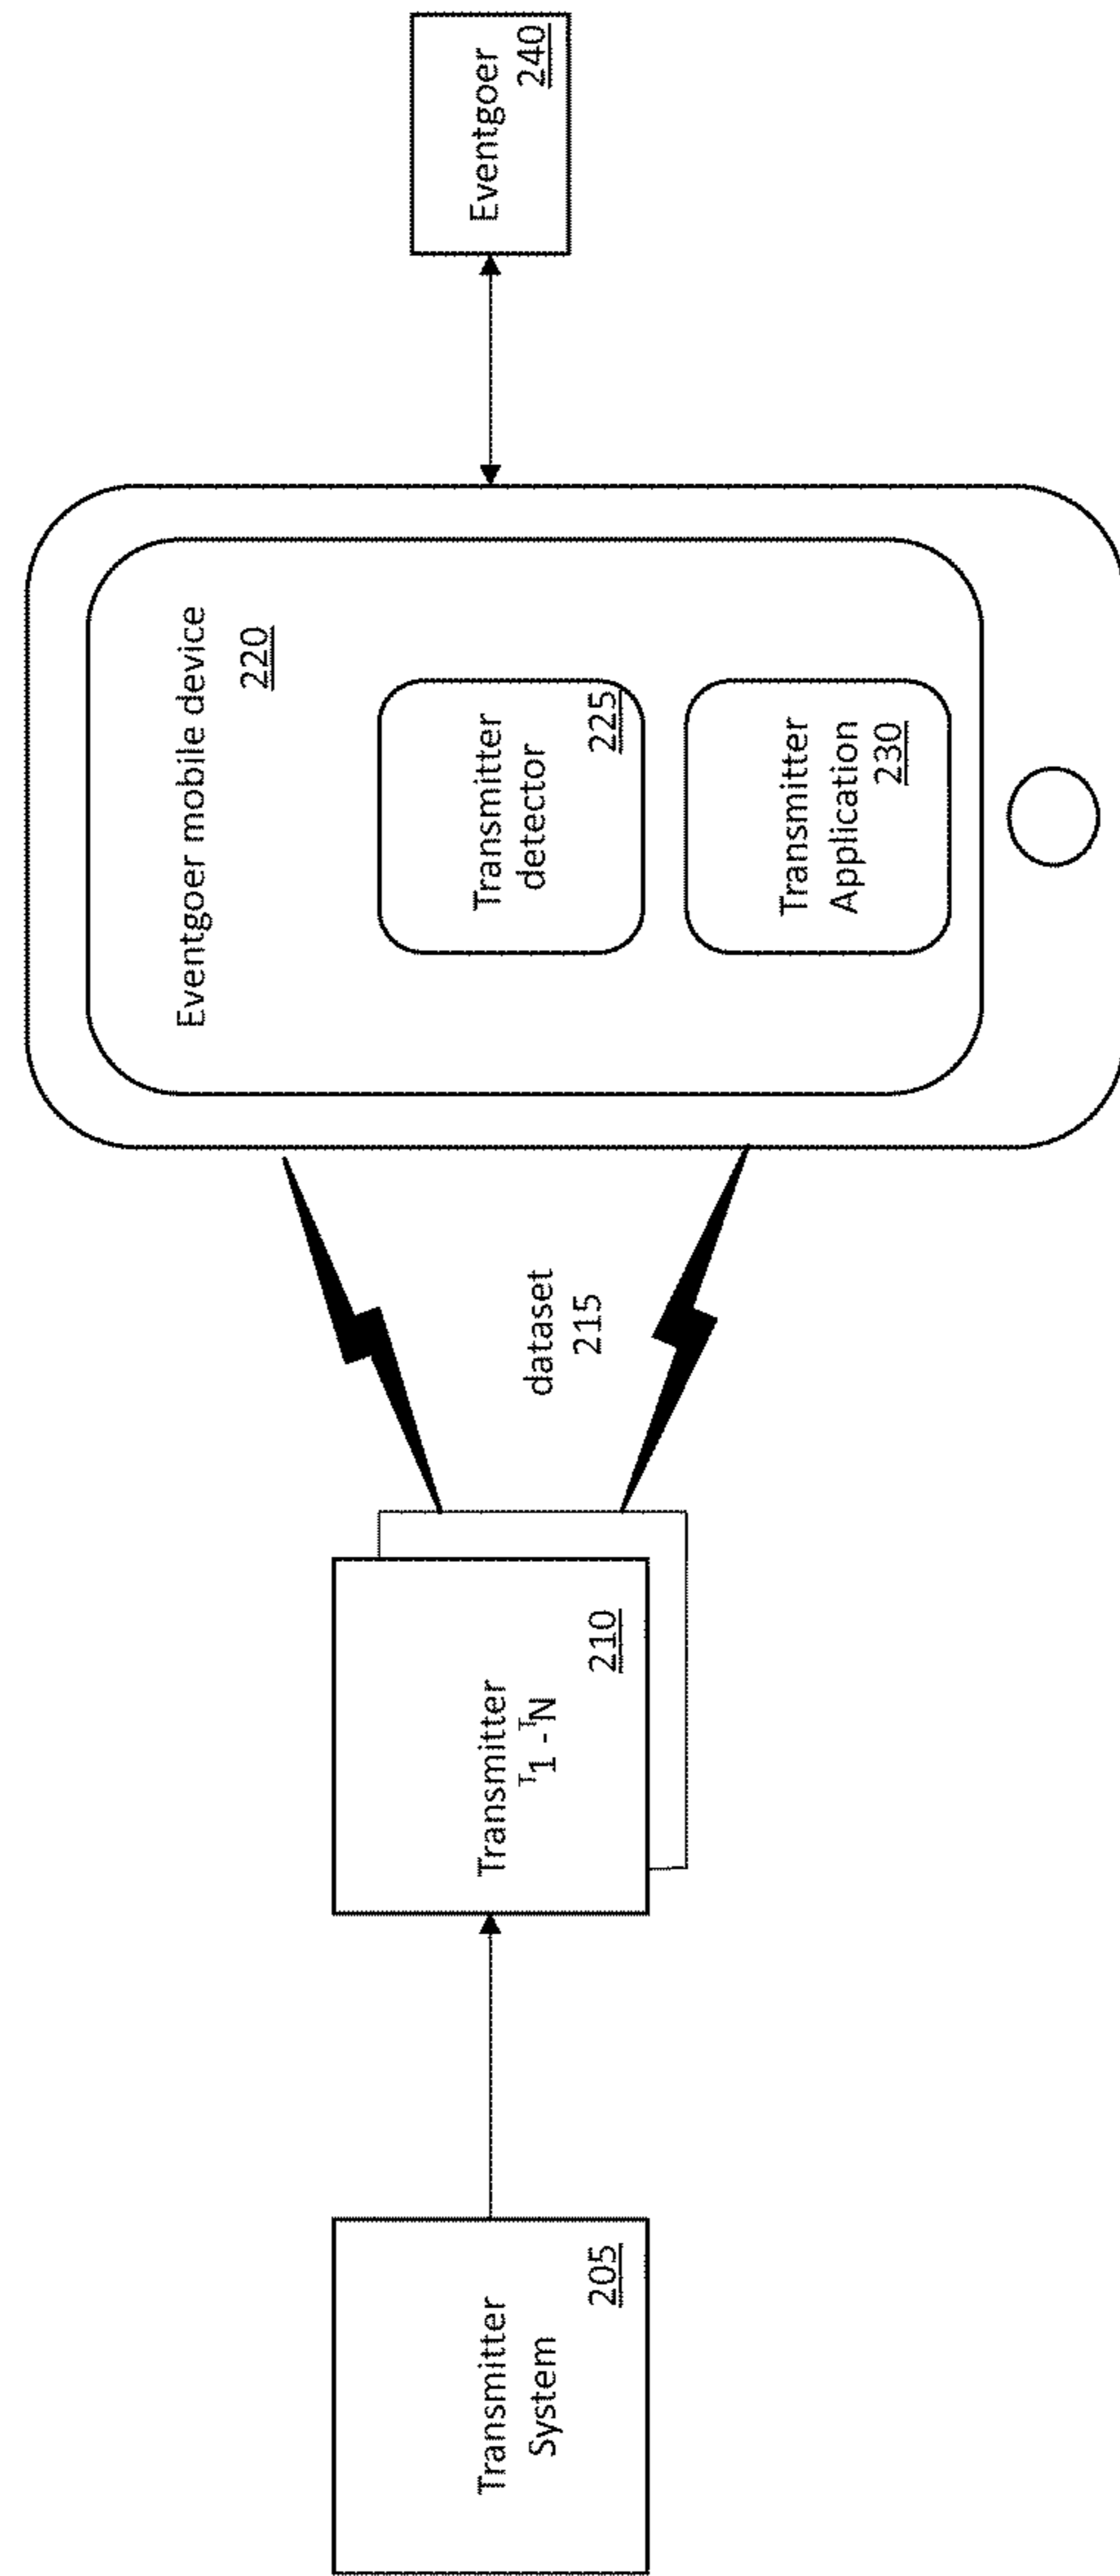 Transmitter
System
205
Transmitter
T1 - TN
210
dataset
215
Eventgoer mobile device
220
Transmitter
detector
225
Transmitter
Application
230
Eventgoer
240